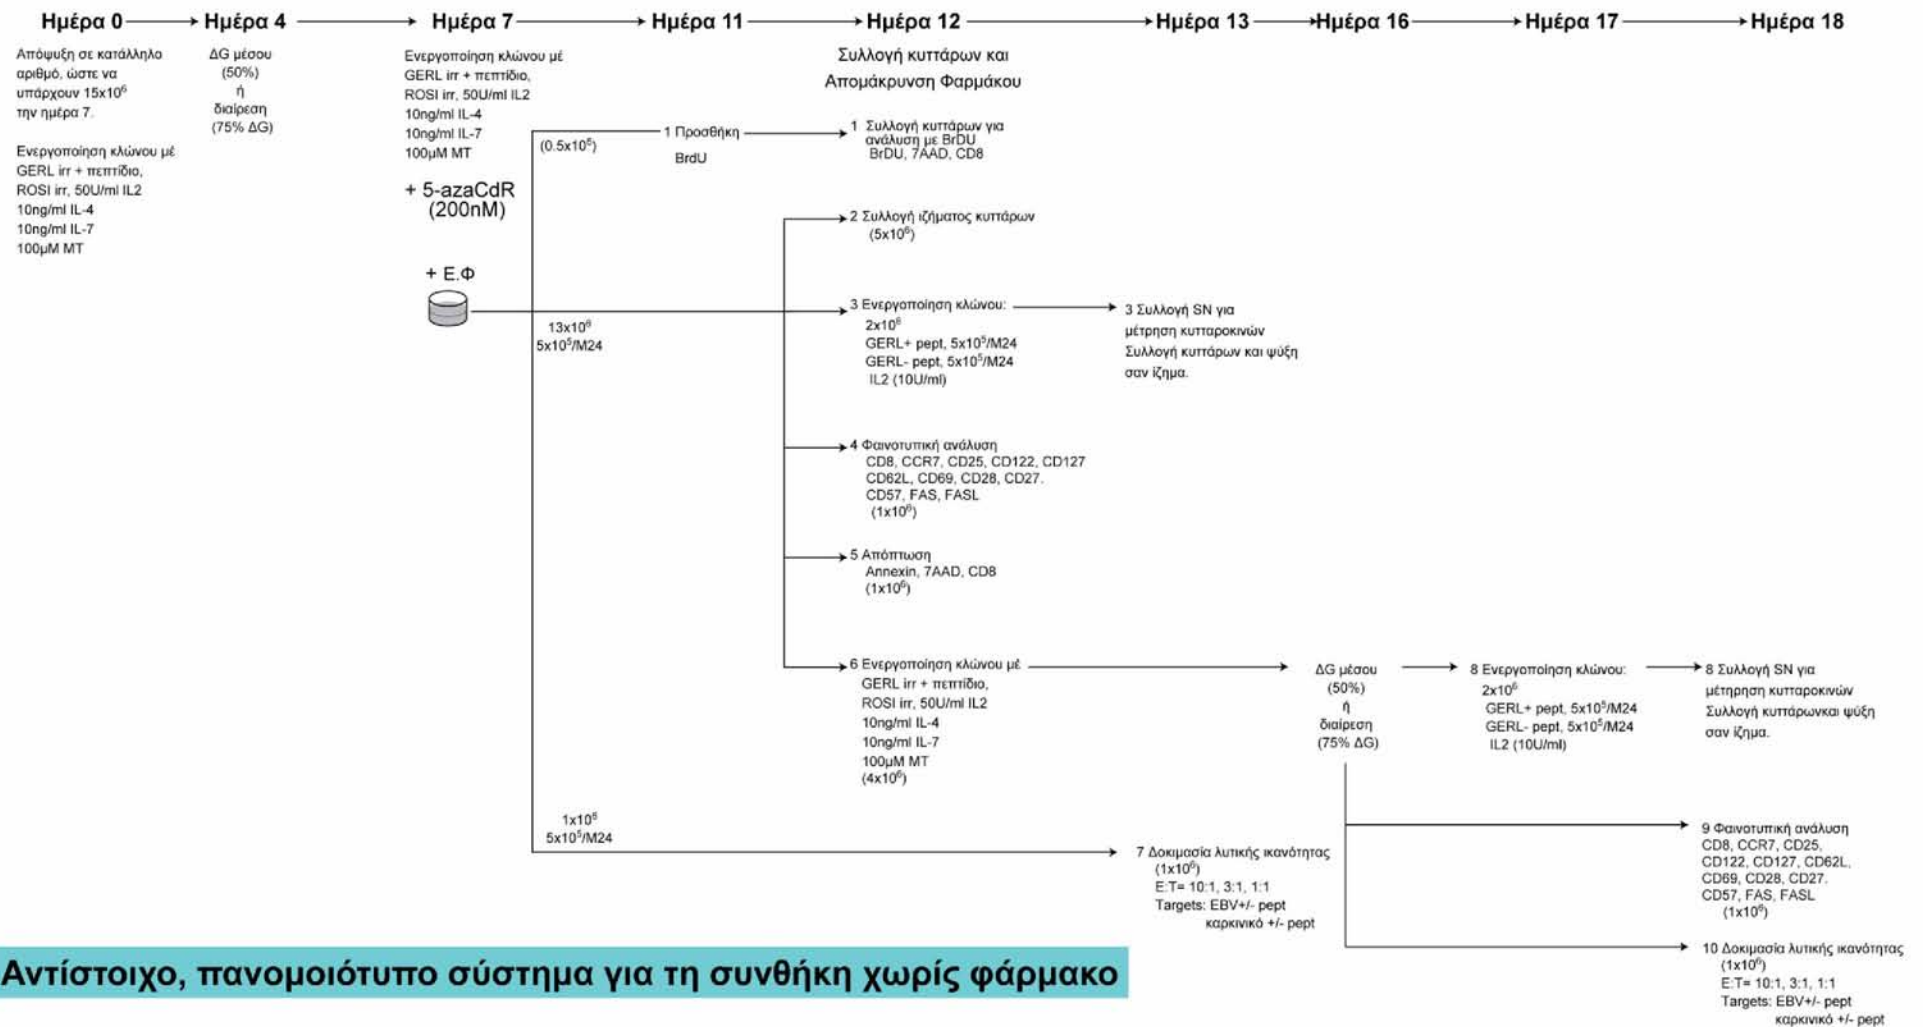 Ημέρα 0
Ημέρα 4
Ημέρα 7
Ημέρα 11
Ημέρα 12
Ημέρα 13
Ημέρα 16
Ημέρα 17
Ημέρα 18
Απόψυξη σε κατάλληλο
αριθμό, ώστε να
υπάρχουν 15x10⁶
την ημέρα 7.
Ενεργοποίηση κλώνου μέ
GERL irr + πεπτίδιο,
ROSI irr, 50U/ml IL2
10ng/ml IL-4
10ng/ml IL-7
100μM MT
ΔG μέσου
(50%)
ή
διαίρεση
(75% ΔG)
Ενεργοποίηση κλώνου μέ
GERL irr + πεπτίδιο,
ROSI irr, 50U/ml IL2
10ng/ml IL-4
10ng/ml IL-7
100μM MT
+ 5-azaCdR
(200nM)
+ Ε.Φ
(0.5x10⁶)
13x10⁶
5x10⁵/M24
1x10⁶
5x10⁵/M24
1 Προσθήκη
BrdU
Συλλογή κυττάρων και
Απομάκρυνση Φαρμάκου
1 Συλλογή κυττάρων για
ανάλυση με BrDU
BrDU, 7AAD, CD8
2 Συλλογή ιζήματος κυττάρων
(5x10⁶)
3 Ενεργοποίηση κλώνου:
2x10⁶
GERL+ pept, 5x10⁵/M24
GERL- pept, 5x10⁵/M24
IL2 (10U/ml)
4 Φαινοτυπική ανάλυση
CD8, CCR7, CD25, CD122, CD127
CD62L, CD69, CD28, CD27.
CD57, FAS, FASL
(1x10⁶)
5 Απόπτωση
Annexin, 7AAD, CD8
(1x10⁶)
6 Ενεργοποίηση κλώνου μέ
GERL irr + πεπτίδιο,
ROSI irr, 50U/ml IL2
10ng/ml IL-4
10ng/ml IL-7
100μM MT
(4x10⁶)
3 Συλλογή SN για
μέτρηση κυτταροκινών
Συλλογή κυττάρων και ψύξη
σαν ίζημα.
7 Δοκιμασία λυτικής ικανότητας
(1x10⁶)
E:T= 10:1, 3:1, 1:1
Targets: EBV+/- pept
καρκινικό +/- pept
ΔG μέσου
(50%)
ή
διαίρεση
(75% ΔG)
8 Ενεργοποίηση κλώνου:
2x10⁶
GERL+ pept, 5x10⁵/M24
GERL- pept, 5x10⁵/M24
IL2 (10U/ml)
8 Συλλογή SN για
μέτηρηση κυτταροκινών
Συλλογή κυττάρωνκαι ψύξη
σαν ίζημα.
9 Φαινοτυπική ανάλυση
CD8, CCR7, CD25,
CD122, CD127, CD62L,
CD69, CD28, CD27.
CD57, FAS, FASL
(1x10⁶)
10 Δοκιμασία λυτικής ικανότητας
(1x10⁶)
E:T= 10:1, 3:1, 1:1
Targets: EBV+/- pept
καρκινικό +/- pept
Αντίστοιχο, πανομοιότυπο σύστημα για τη συνθήκη χωρίς φάρμακο